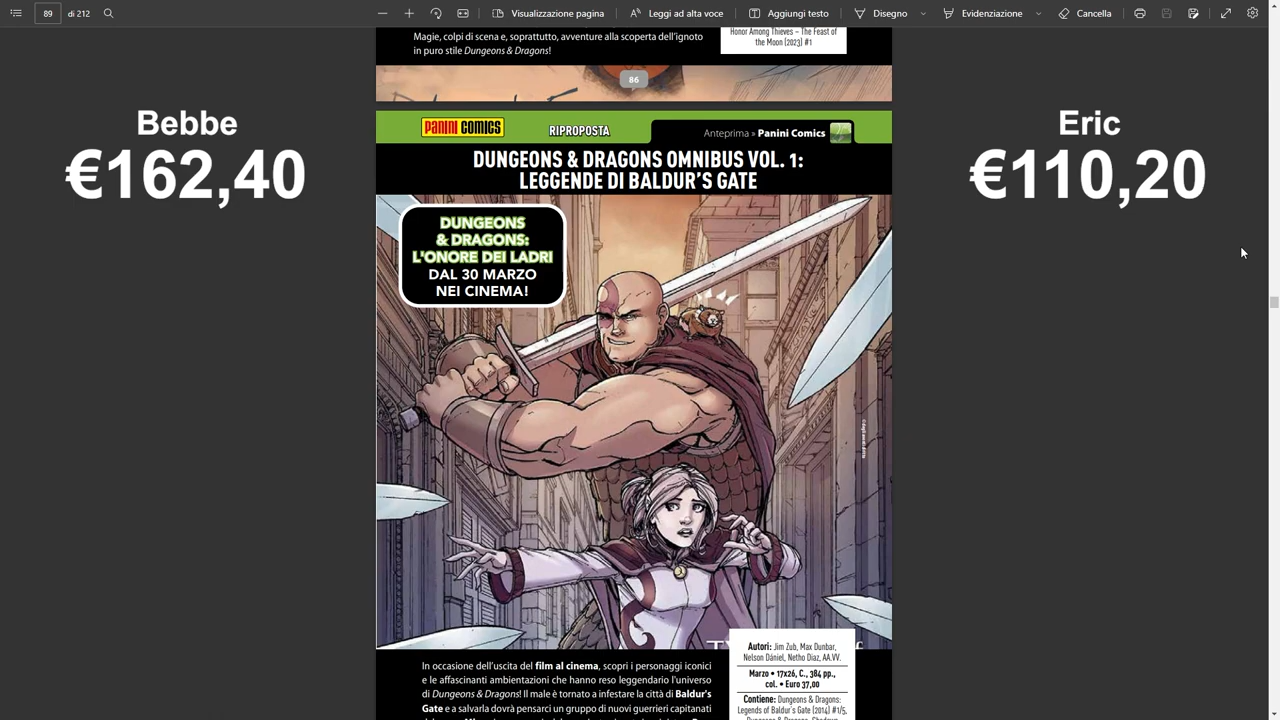 89 di 212
Visualizzazione pagina
Leggi ad alta voce
Aggiungi testo
Disegno
Evidenziazione
Cancella
Magie, colpi di scena e, soprattutto, avventure alla scoperta dell'ignoto
in puro stile Dungeons & Dragons!
Honor Among Thieves – The Feast of
the Moon (2023) #1
86
Bebbe
€162,40
Eric
€110,20
PANINI COMICS
RIPROPOSTA
Anteprima » Panini Comics
DUNGEONS & DRAGONS OMNIBUS VOL. 1:
LEGGENDE DI BALDUR'S GATE
DUNGEONS
& DRAGONS:
L'ONORE DEI LADRI
DAL 30 MARZO
NEI CINEMA!
In occasione dell'uscita del film al cinema, scopri i personaggi iconici
e le affascinanti ambientazioni che hanno reso leggendario l'universo
di Dungeons & Dragons! Il male è tornato a infestare la città di Baldur's
Gate e a salvarla dovrà pensarci un gruppo di nuovi guerrieri capitanati
Autori: Jim Zub, Max Dunbar,
Nelson Dániel, Netho Diaz, AA.VV.
Marzo • 17x26, C., 384 pp.,
col. • Euro 37,00
Contiene: Dungeons & Dragons:
Legends of Baldur's Gate (2014) #1/5,
Dungeons & Dragons: Shadows